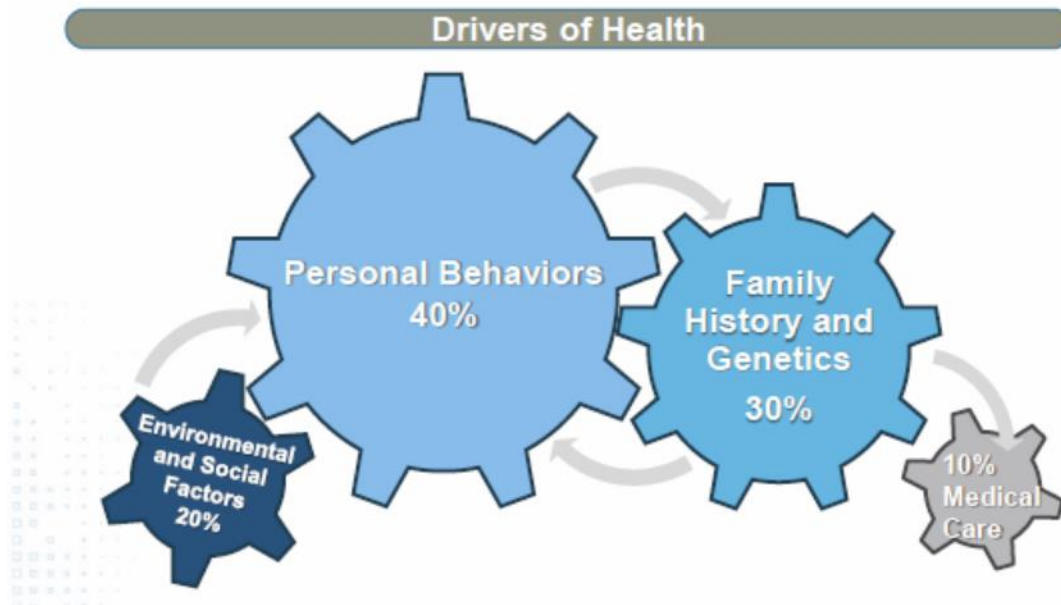 Drivers of Health
Personal Behaviors
40%
Family
History and
Genetics
30%
Environmental
and Social
Factors
20%
10%
Medical
Care